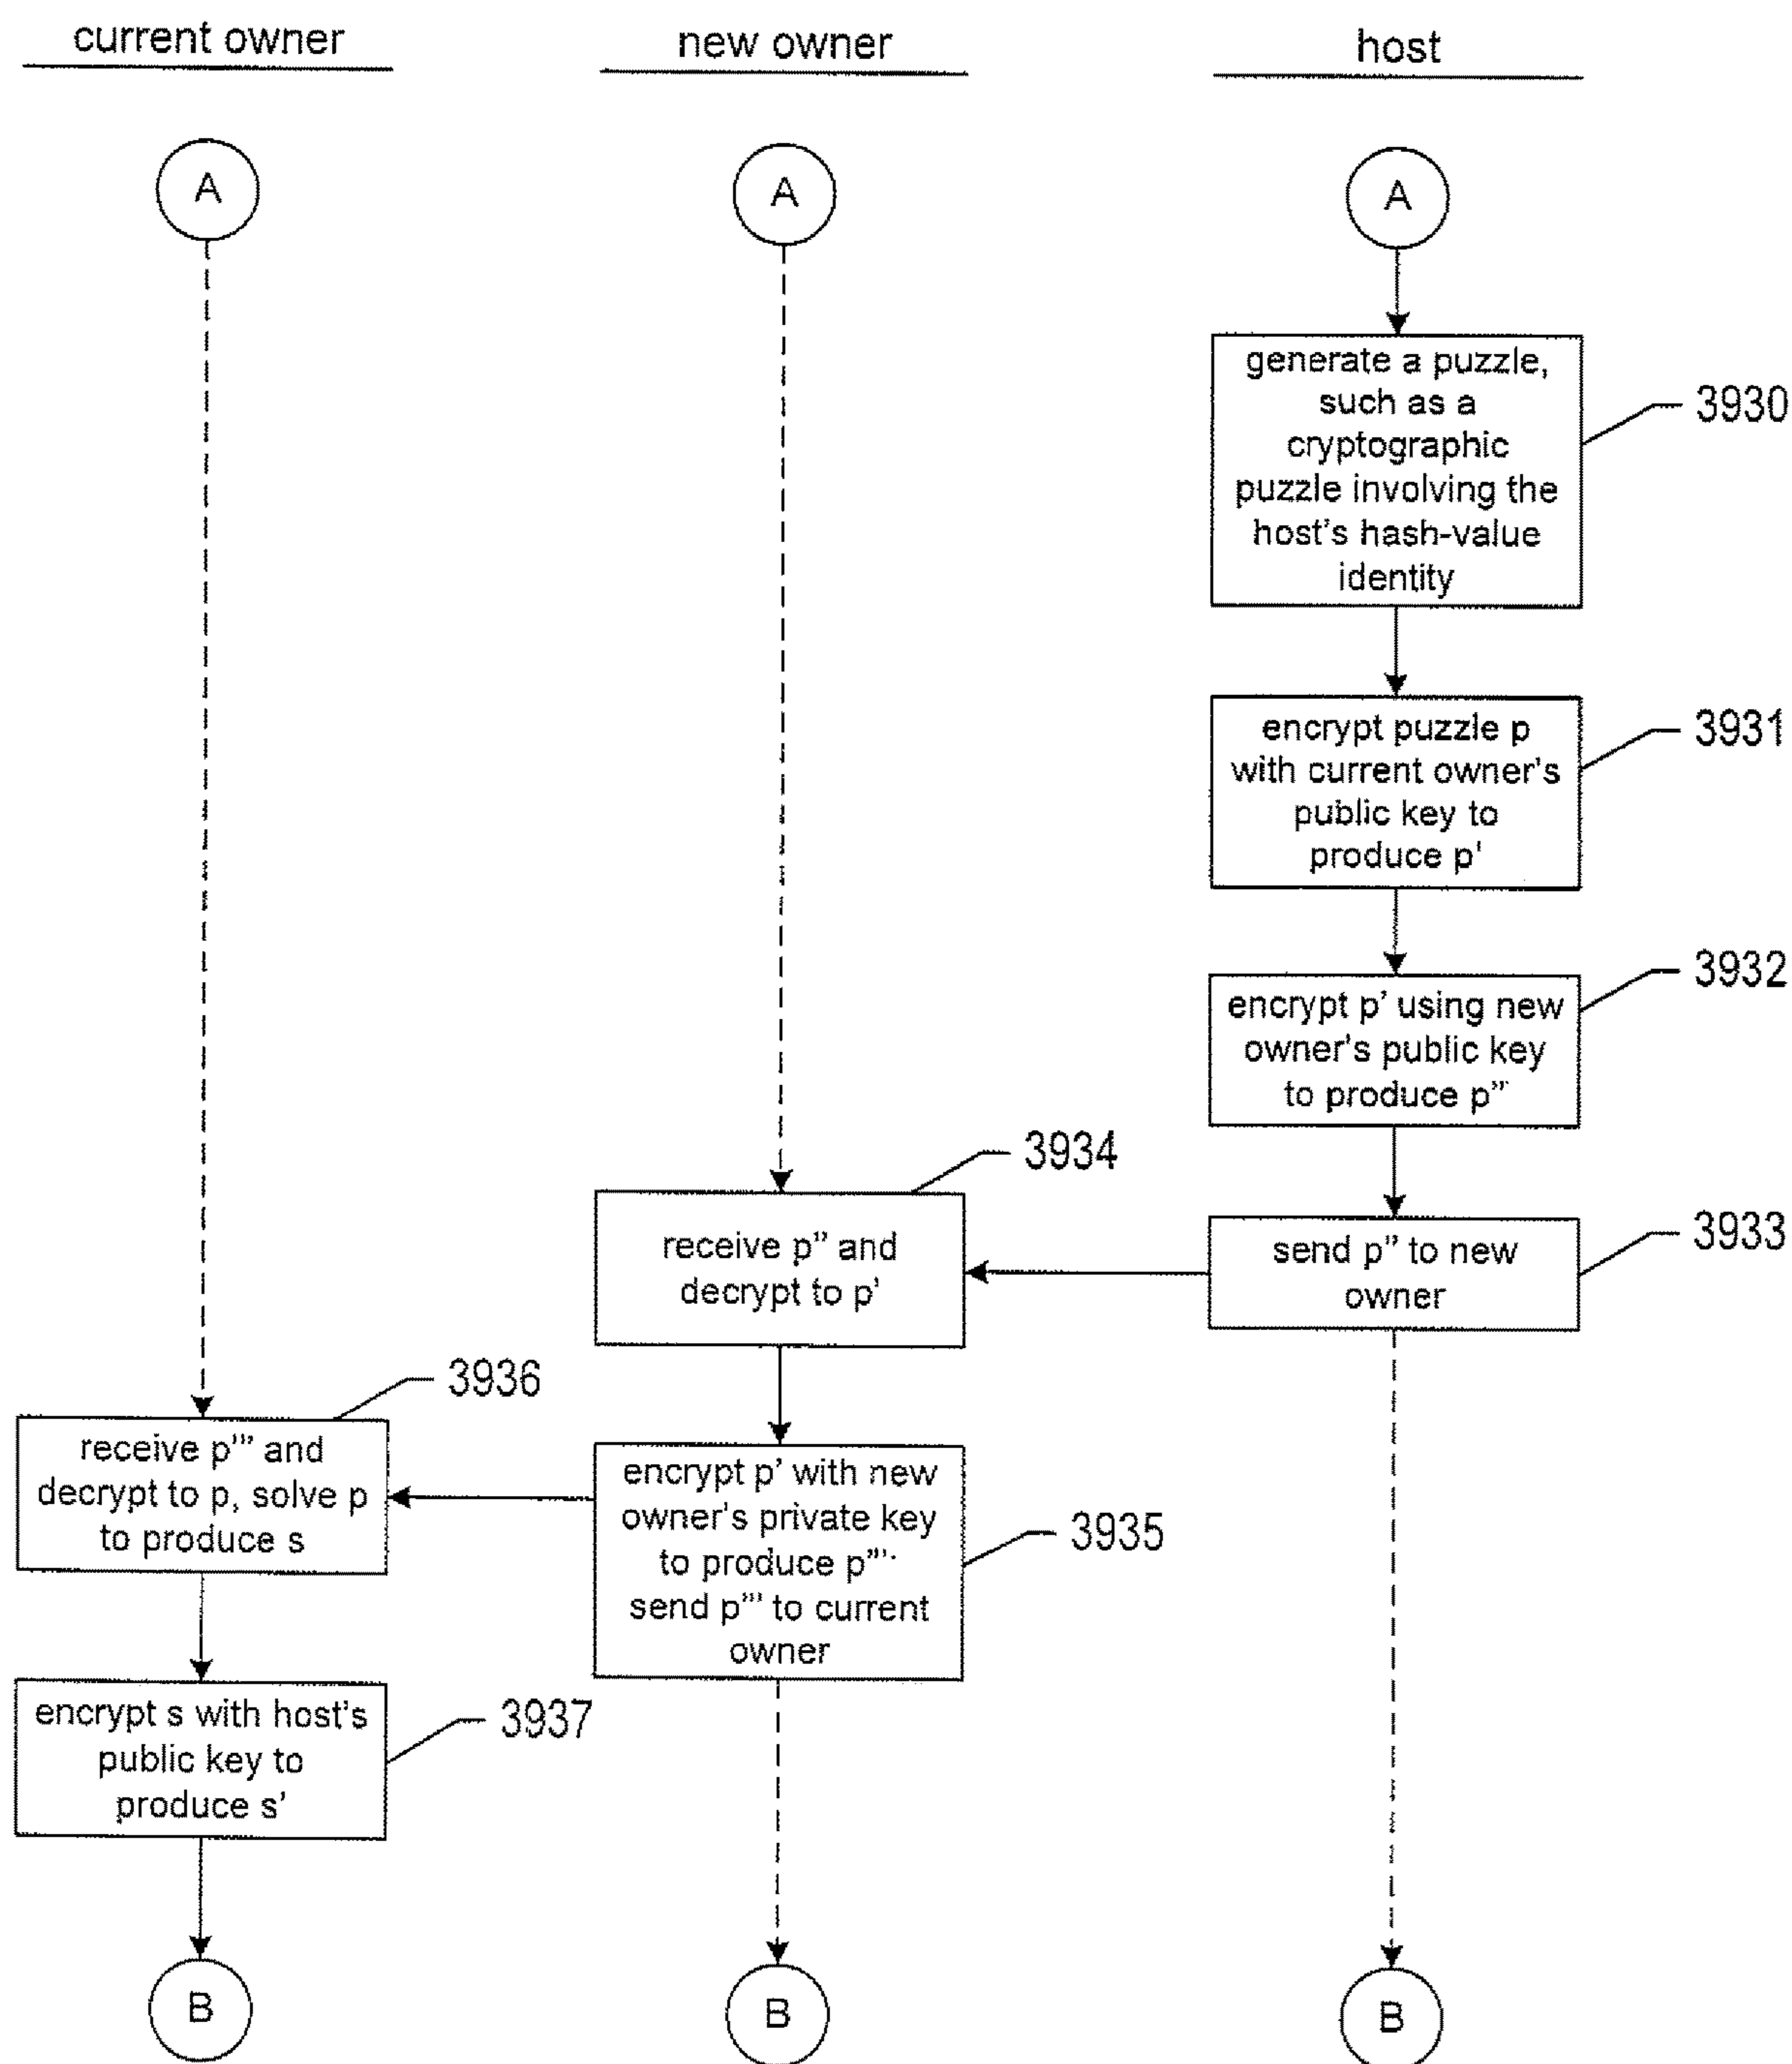 current owner
new owner
host
A
A
A
generate a puzzle,
such as a
cryptographic
puzzle involving the
host's hash-value
identity
3930
encrypt puzzle p
with current owner's
public key to
produce p'
3931
encrypt p' using new
owner's public key
to produce p"
3932
send p" to new
owner
3933
receive p" and
decrypt to p'
3934
encrypt p' with new
owner's private key
to produce p"'.
send p"' to current
owner
3935
receive p"' and
decrypt to p, solve p
to produce s
3936
encrypt s with host's
public key to
produce s'
3937
B
B
B